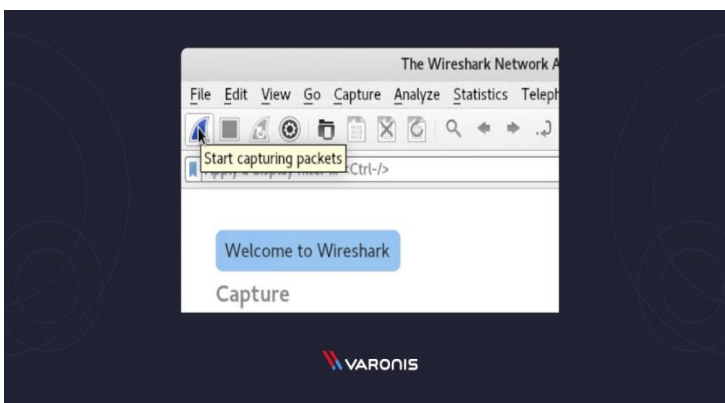 The Wireshark Network A
File Edit View Go Capture Analyze Statistics Teleph
Start capturing packets
<Ctrl-/>
Welcome to Wireshark
Capture
VARONIS